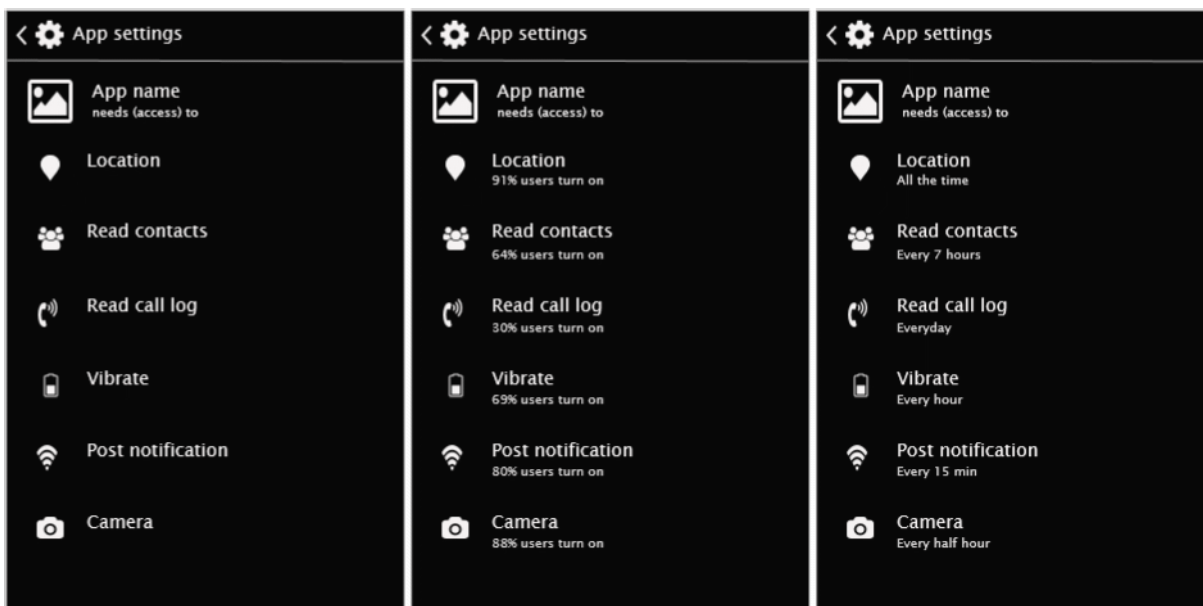 App settings
App name
needs (access) to
Location
Read contacts
Read call log
Vibrate
Post notification
Camera
App settings
App name
needs (access) to
Location
91% users turn on
Read contacts
64% users turn on
Read call log
30% users turn on
Vibrate
69% users turn on
Post notification
80% users turn on
Camera
88% users turn on
App settings
App name
needs (access) to
Location
All the time
Read contacts
Every 7 hours
Read call log
Everyday
Vibrate
Every hour
Post notification
Every 15 min
Camera
Every half hour